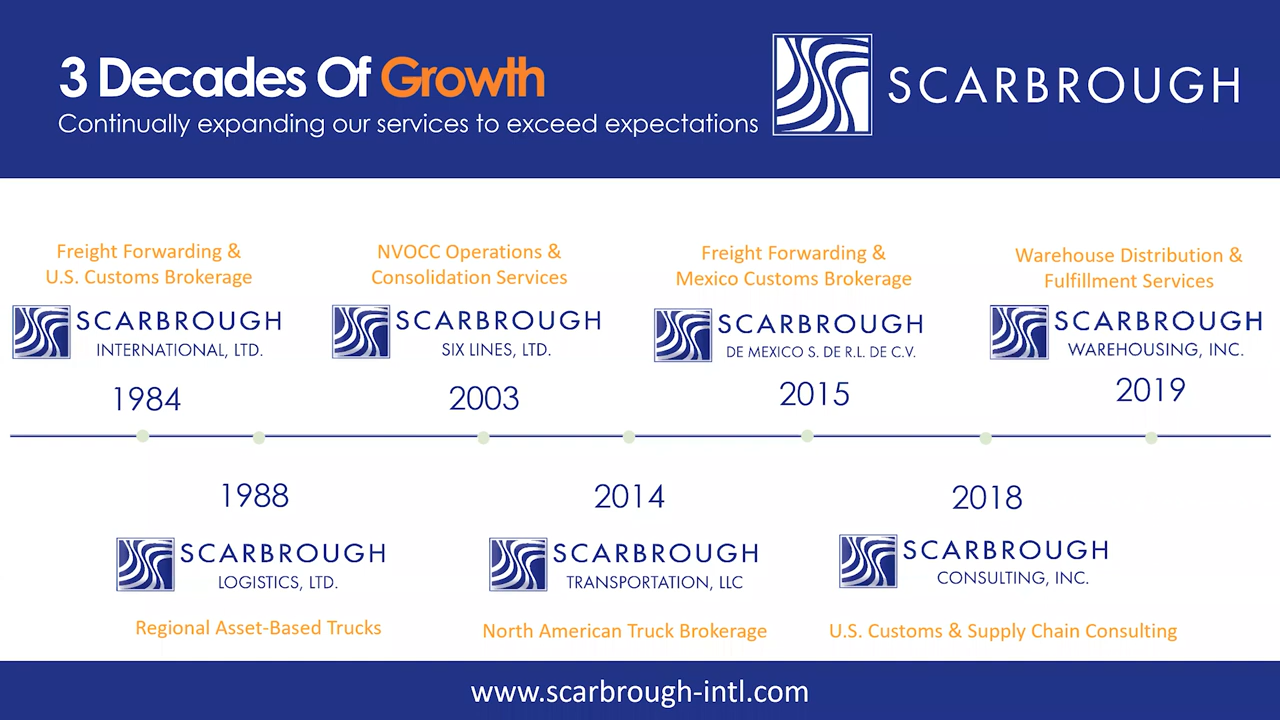 3 Decades Of Growth
Continually expanding our services to exceed expectations
SCARBROUGH
Freight Forwarding &
U.S. Customs Brokerage
SCARBROUGH
INTERNATIONAL, LTD.
1984
NVOCC Operations &
Consolidation Services
SCARBROUGH
SIX LINES, LTD.
2003
Freight Forwarding &
Mexico Customs Brokerage
SCARBROUGH
DE MEXICO S. DE R.L. DE C.V.
2015
Warehouse Distribution &
Fulfillment Services
SCARBROUGH
WAREHOUSING, INC.
2019
1988
SCARBROUGH
LOGISTICS, LTD.
Regional Asset-Based Trucks
2014
SCARBROUGH
TRANSPORTATION, LLC
North American Truck Brokerage
2018
SCARBROUGH
CONSULTING, INC.
U.S. Customs & Supply Chain Consulting
www.scarbrough-intl.com